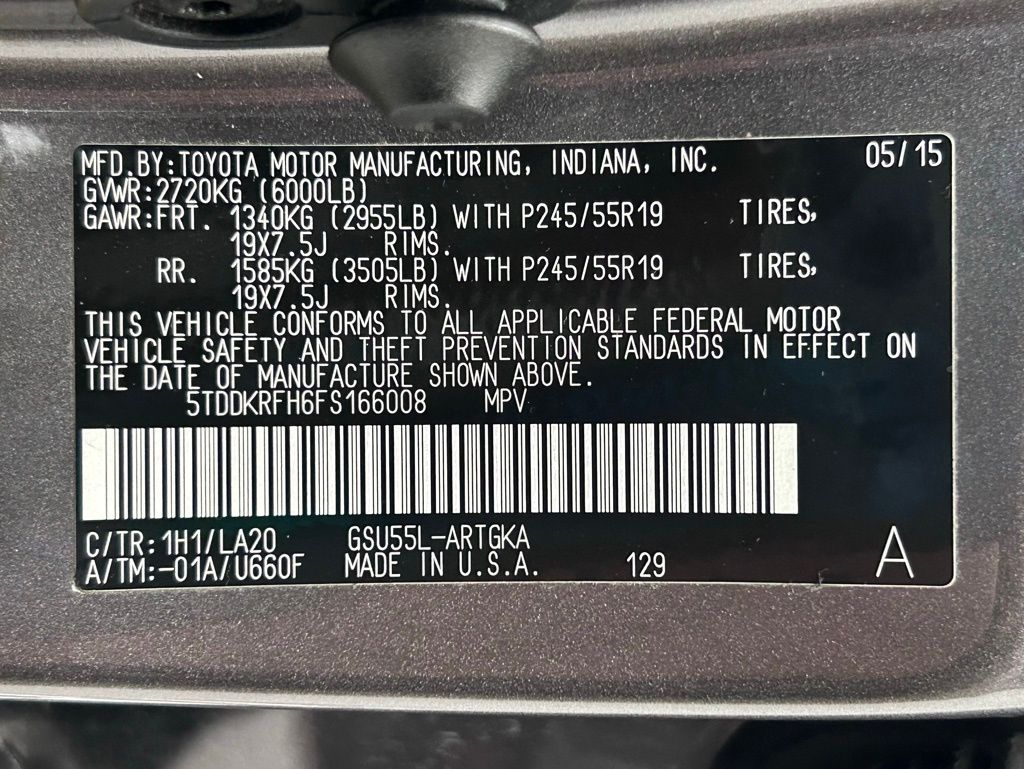 MFD.BY:TOYOTA MOTOR MANUFACTURING, INDIANA, INC. 05/15
GVWR:2720KG (6000LB)
GAWR:FRT. 1340KG (2955LB) WITH P245/55R19 TIRES,
19X7.5J RIMS.
RR. 1585KG (3505LB) WITH P245/55R19 TIRES,
19X7.5J RIMS.
THIS VEHICLE CONFORMS TO ALL APPLICABLE FEDERAL MOTOR
VEHICLE SAFETY AND THEFT PREVENTION STANDARDS IN EFFECT ON
THE DATE OF MANUFACTURE SHOWN ABOVE.
5TDDKRFH6FS166008 MPV
C/TR:1H1/LA20 GSU55L-ARTGKA
A/TM:-01A/U660F MADE IN U.S.A. 129 A